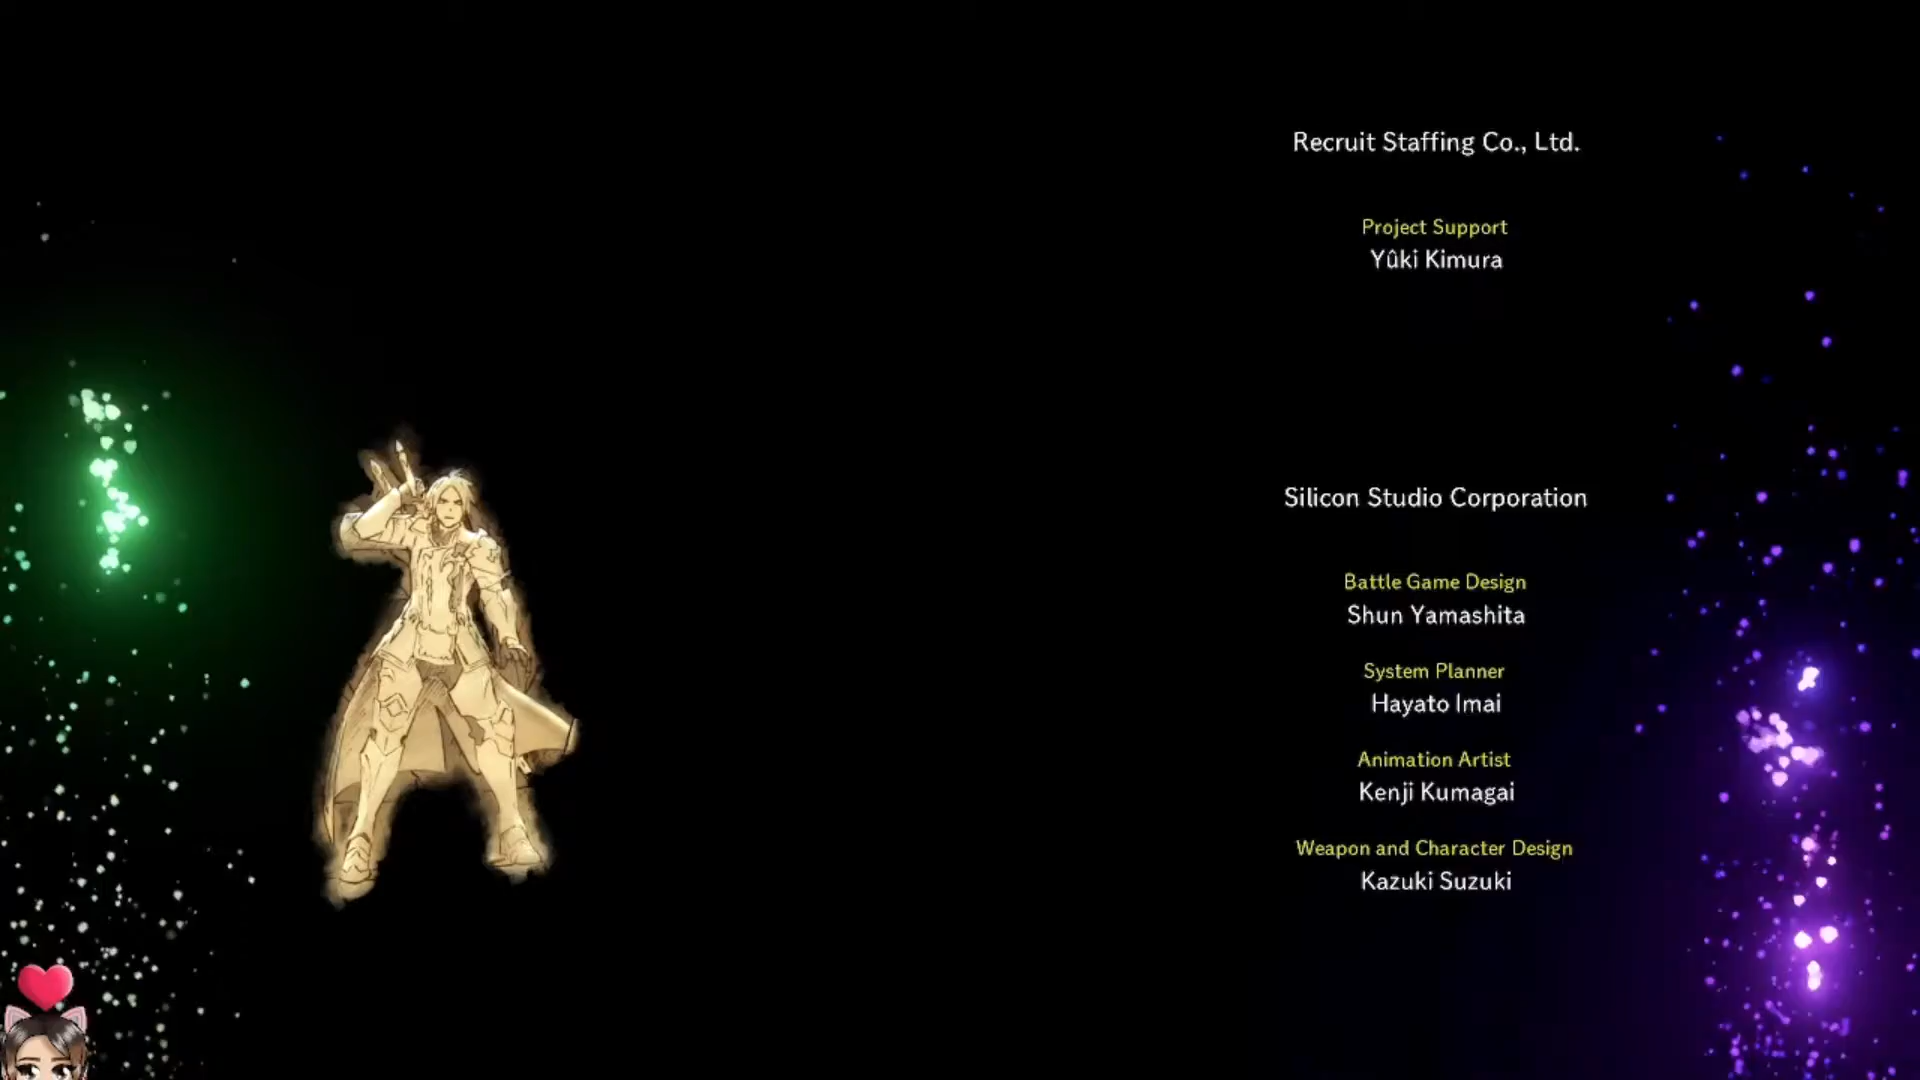 Recruit Staffing Co., Ltd.
Project Support
Yûki Kimura
Silicon Studio Corporation
Battle Game Design
Shun Yamashita
System Planner
Hayato Imai
Animation Artist
Kenji Kumagai
Weapon and Character Design
Kazuki Suzuki